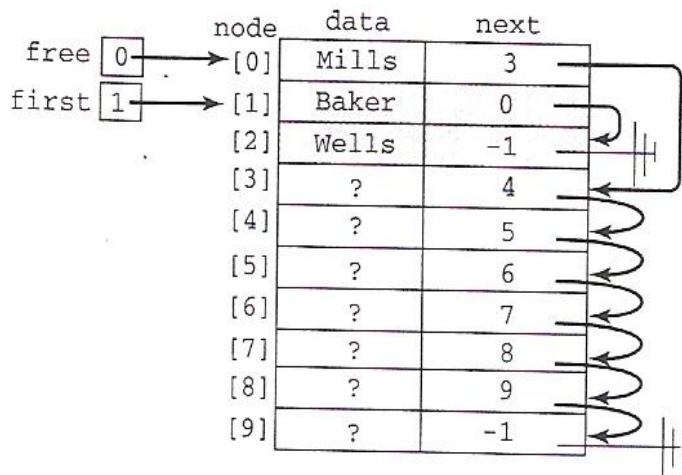 node data next
free 0 [0] Mills 3
first 1 [1] Baker 0
[2] Wells -1
[3] ? 4
[4] ? 5
[5] ? 6
[6] ? 7
[7] ? 8
[8] ? 9
[9] ? -1